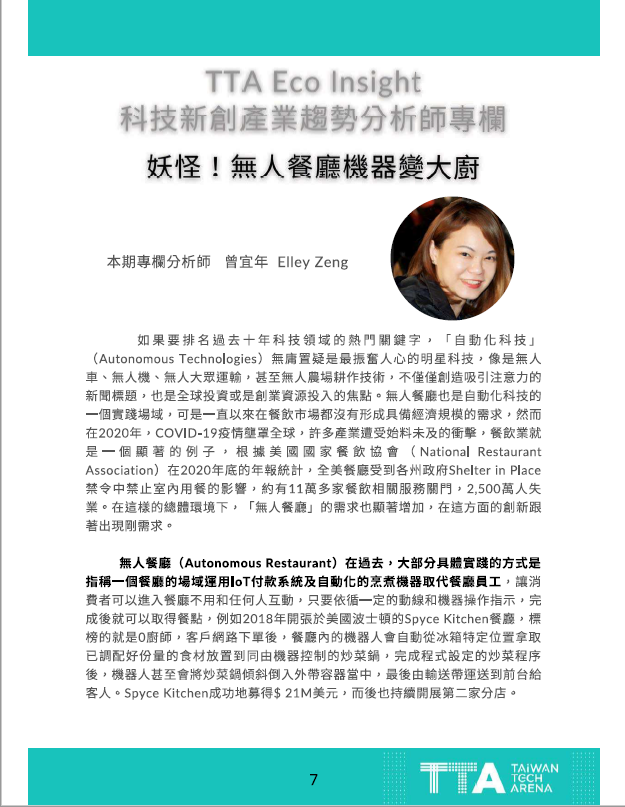 TTA Eco Insight
科技新創產業趨勢分析師專欄
妖怪！無人餐廳機器變大廚
本期專欄分析師 曾宜年 Elley Zeng
如果要排名過去十年科技領域的熱門關鍵字，「自動化科技」
（Autonomous Technologies）無庸置疑是最振奮人心的明星科技，像是無人
車、無人機、無人大眾運輸，甚至無人農場耕作技術，不僅僅創造吸引注意力的
新聞標題，也是全球投資或是創業資源投入的焦點。無人餐廳也是自動化科技的
一個實踐場域，可是一直以來在餐飲市場都沒有形成具備經濟規模的需求，然而
在2020年，COVID-19疫情壟罩全球，許多產業遭受始料未及的衝擊，餐飲業就
是一個顯著的例子，根據美國國家餐飲協會（National Restaurant
Association）在2020年底的年報統計，全美餐廳受到各州政府Shelter in Place
禁令中禁止室內用餐的影響，約有11萬多家餐飲相關服務關門，2,500萬人失
業。在這樣的總體環境下，「無人餐廳」的需求也顯著增加，在這方面的創新跟
著出現剛需求。
無人餐廳（Autonomous Restaurant）在過去，大部分具體實踐的方式是
指稱一個餐廳的場域運用IoT付款系統及自動化的烹煮機器取代餐廳員工，讓消
費者可以進入餐廳不用和任何人互動，只要依循一定的動線和機器操作指示，完
成後就可以取得餐點，例如2018年開張於美國波士頓的Spyce Kitchen餐廳，標
榜的就是0廚師，客戶網路下單後，餐廳內的機器人會自動從冰箱特定位置拿取
已調配好份量的食材放置到同由機器控制的炒菜鍋，完成程式設定的炒菜程序
後，機器人甚至會將炒菜鍋傾斜倒入外帶容器當中，最後由輸送帶運送到前台給
客人。Spyce Kitchen成功地募得$ 21M美元，而後也持續開展第二家分店。
7
TTA TAIWAN
TECH
ARENA